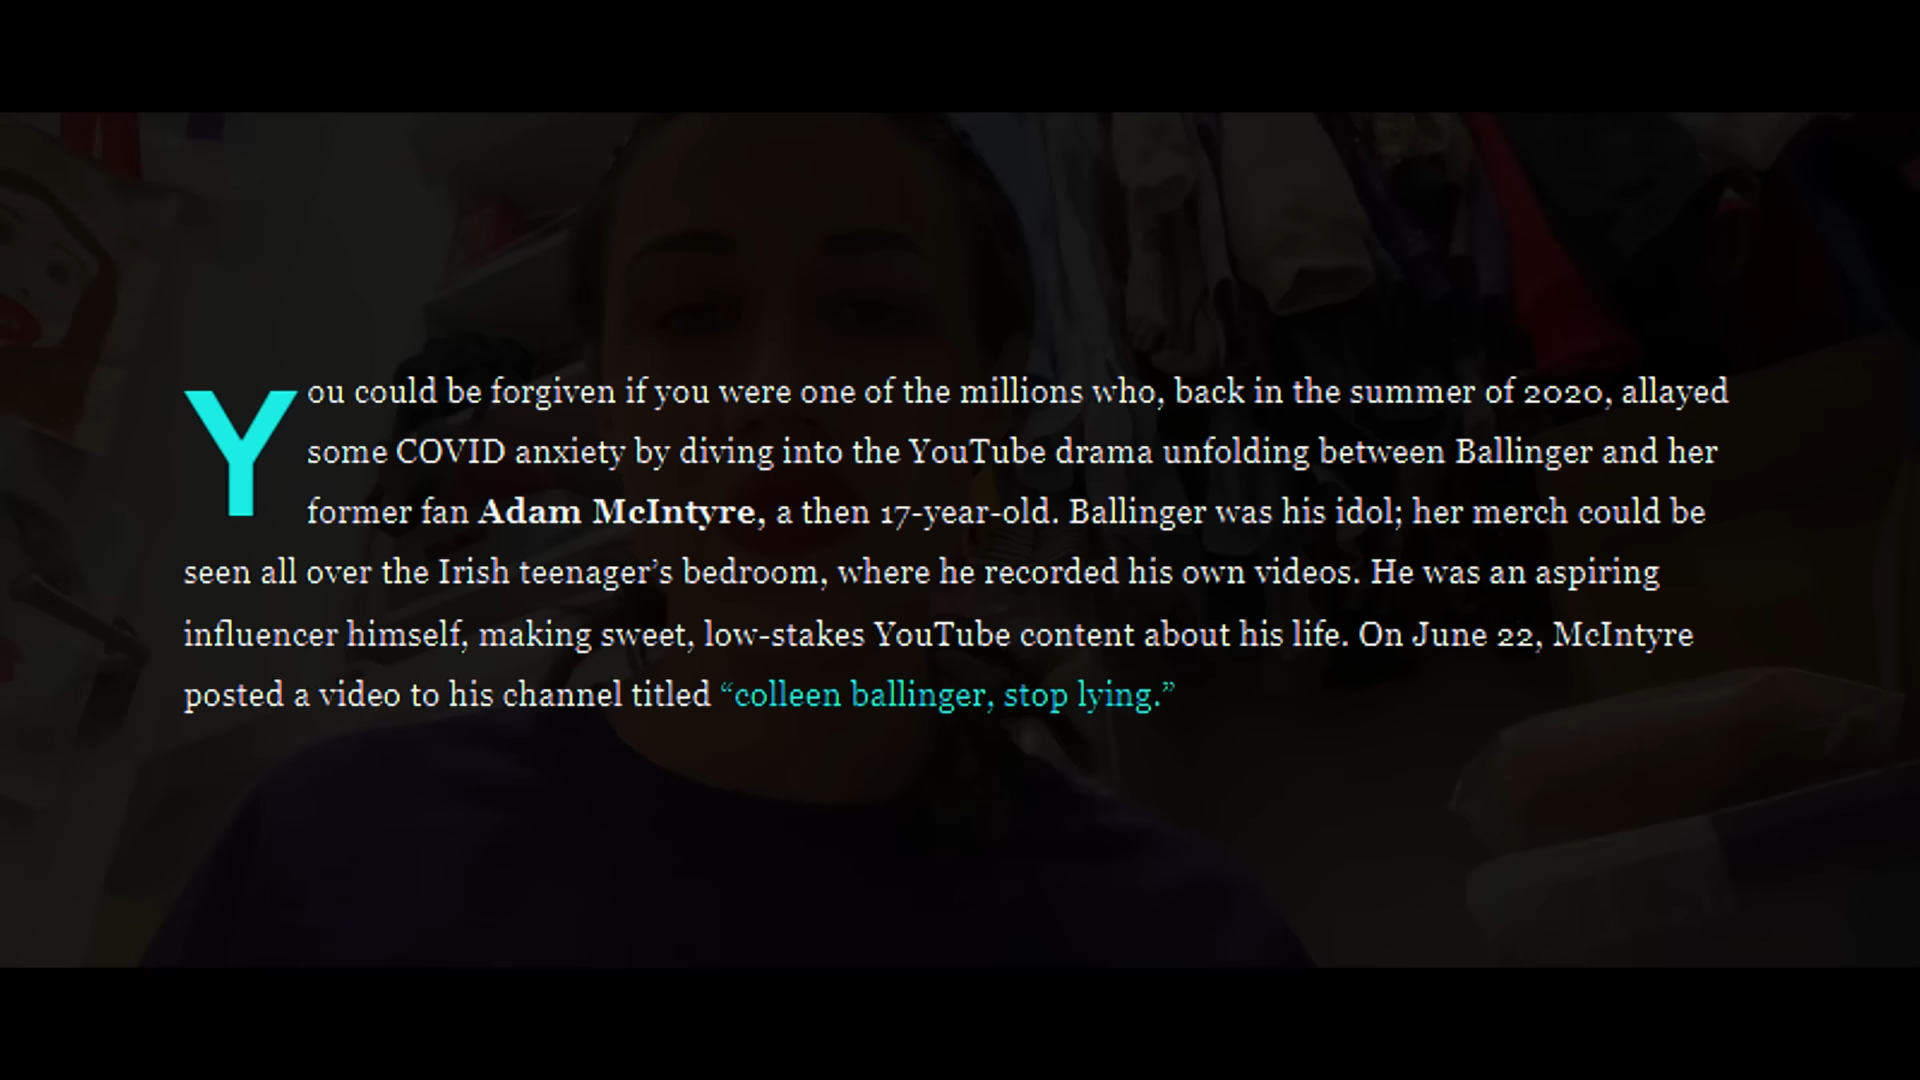 You could be forgiven if you were one of the millions who, back in the summer of 2020, allayed
some COVID anxiety by diving into the YouTube drama unfolding between Ballinger and her
former fan Adam McIntyre, a then 17-year-old. Ballinger was his idol; her merch could be
seen all over the Irish teenager’s bedroom, where he recorded his own videos. He was an aspiring
influencer himself, making sweet, low-stakes YouTube content about his life. On June 22, McIntyre
posted a video to his channel titled “colleen ballinger, stop lying.”